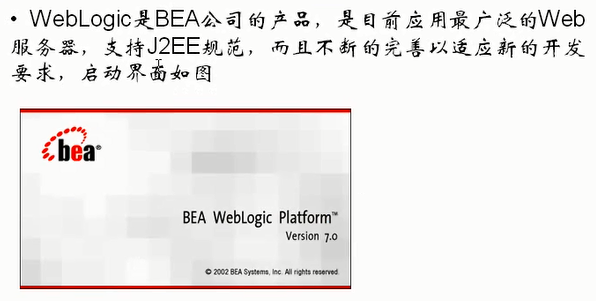 • WebLogic是BEA公司的产品，是目前应用最广泛的Web
服务器，支持J2EE规范，而且不断的完善以适应新的开发
要求，启动界面如图
bea®
BEA WebLogic Platform™
Version 7.0
© 2002 BEA Systems, Inc. All rights reserved.